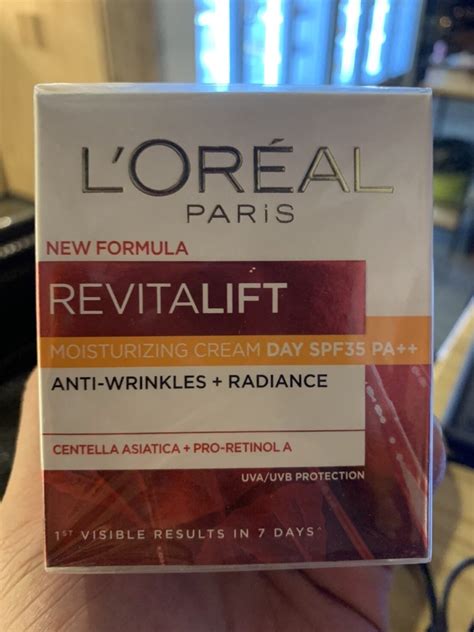 L'ORÉAL
PARiS
NEW FORMULA
REVITALIFT
MOISTURIZING CREAM DAY SPF35 PA++
ANTI-WRINKLES + RADIANCE
CENTELLA ASIATICA + PRO-RETINOL A
UVA/UVB PROTECTION
1ST VISIBLE RESULTS IN 7 DAYS^